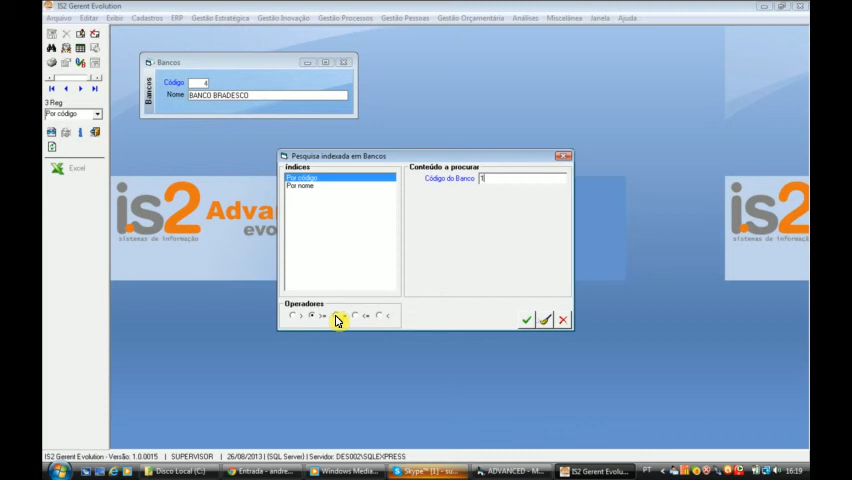 IS2 Gerent Evolution
Arquivo Editar Exibir Cadastros ERP Gestão Estratégica Gestão Inovação Gestão Processos Gestão Pessoas Gestão Orçamentária Análises Miscelânea Janela Ajuda
Bancos
Bancos
Código 4
Nome BANCO BRADESCO
3 Reg
Por código
Excel
Pesquisa indexada em Bancos
Índices
Conteúdo a procurar
Por código
Código do Banco 1
Por nome
is2 Advan
sistemas de informação
evo
is2
sistemas de informação
Operadores
> >= = <= <
IS2 Gerent Evolution - Versão: 1.0.0015 SUPERVISOR 26/08/2013 (SQL Server) Servidor: DES002\SQLEXPRESS
Disco Local (C:) Entrada - andre... Windows Media... Skype™ [1] - su... ADVANCED - M... IS2 Gerent Evolu... PT 16:19